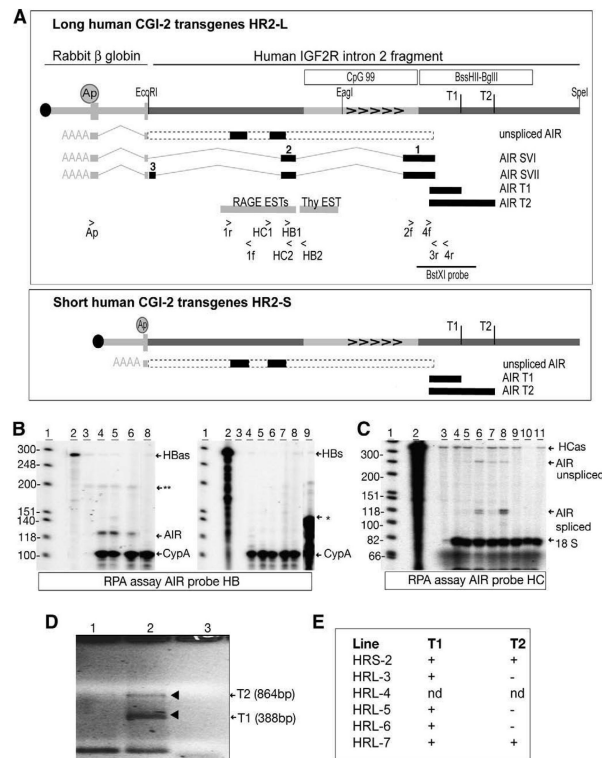 A
Long human CGI-2 transgenes HR2-L
Rabbit β globin
Human IGF2R intron 2 fragment
CpG 99
BssHII-BglII
Ap
EcoRI
EagI
T1
T2
SpeI
>>>>>
AAAA
unspliced AIR
AAAA
2
1
AIR SVI
AAAA
3
AIR SVII
AIR T1
RAGE ESTs
Thy EST
AIR T2
>
Ap
>
1r
>
HC1
>
HB1
>
2f
>
4f
<
1f
<
HC2
<
HB2
<
3r
<
4r
BstXI probe
Short human CGI-2 transgenes HR2-S
Ap
T1
T2
>>>>>
AAAA
unspliced AIR
AIR T1
AIR T2
B
1 2 3 4 5 6 8
300
248
200
151
140
118
100
HBas
**
AIR
CypA
1 2 3 4 5 6 7 8 9
300
248
200
151
140
118
100
HBs
*
CypA
RPA assay AIR probe HB
C
1 2 3 4 5 6 7 8 9 10 11
300
248
200
151
118
82
66
HCas
AIR
unspliced
AIR
spliced
18 S
RPA assay AIR probe HC
D
1 2 3
T2 (864bp)
T1 (388bp)
E
Line T1 T2
HRS-2 + +
HRL-3 + -
HRL-4 nd nd
HRL-5 + -
HRL-6 + -
HRL-7 + +